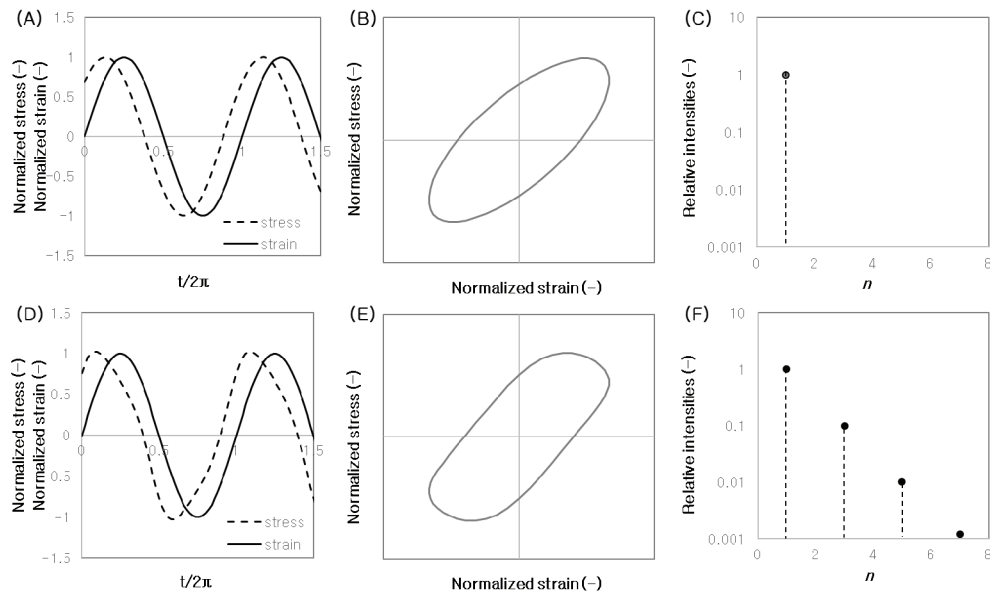 (A)
Normalized stress (-)
Normalized strain (-)
1.5
1
0.5
0
-0.5
-1
-1.5
0
0.5
1
1.5
stress
strain
t/2π
(B)
Normalized stress (-)
Normalized strain (-)
(C)
Relative intensities (-)
10
1
0.1
0.01
0.001
0
2
4
6
8
n
(D)
Normalized stress (-)
Normalized strain (-)
1.5
1
0.5
0
-0.5
-1
-1.5
0
0.5
1
1.5
stress
strain
t/2π
(E)
Normalized stress (-)
Normalized strain (-)
(F)
Relative intensities (-)
10
1
0.1
0.01
0.001
0
2
4
6
8
n